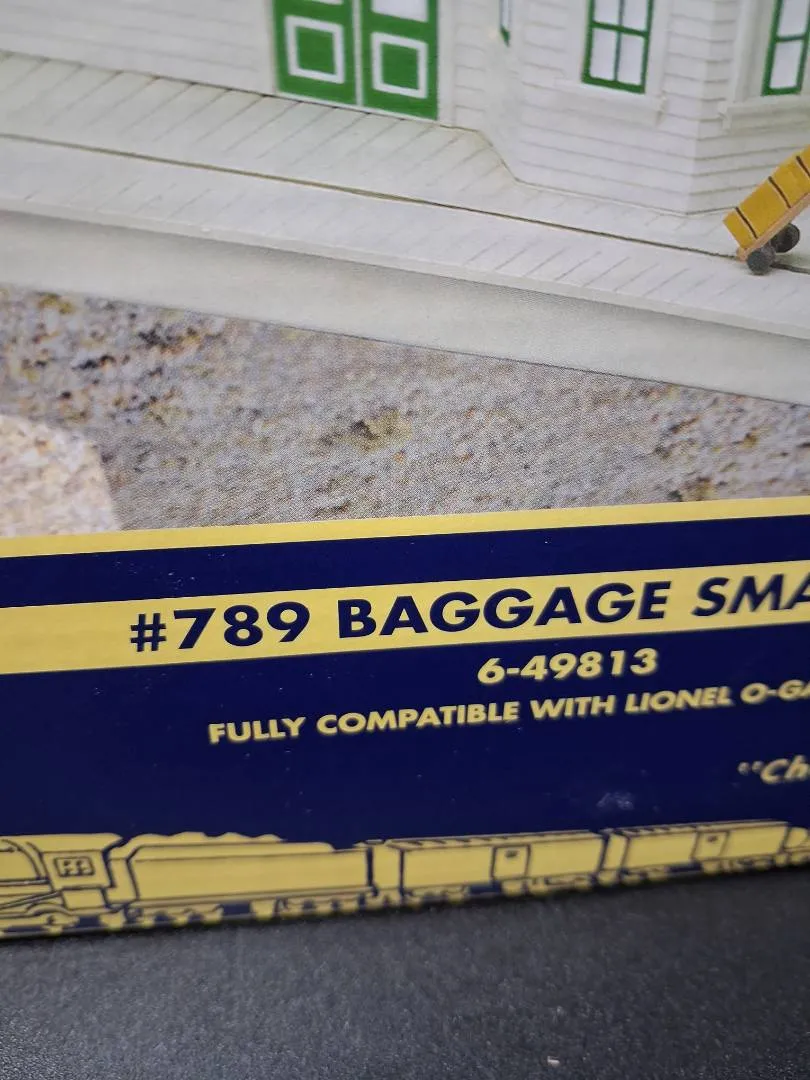 #789 BAGGAGE SMA
6-49813
FULLY COMPATIBLE WITH LIONEL O-GA
"Ch